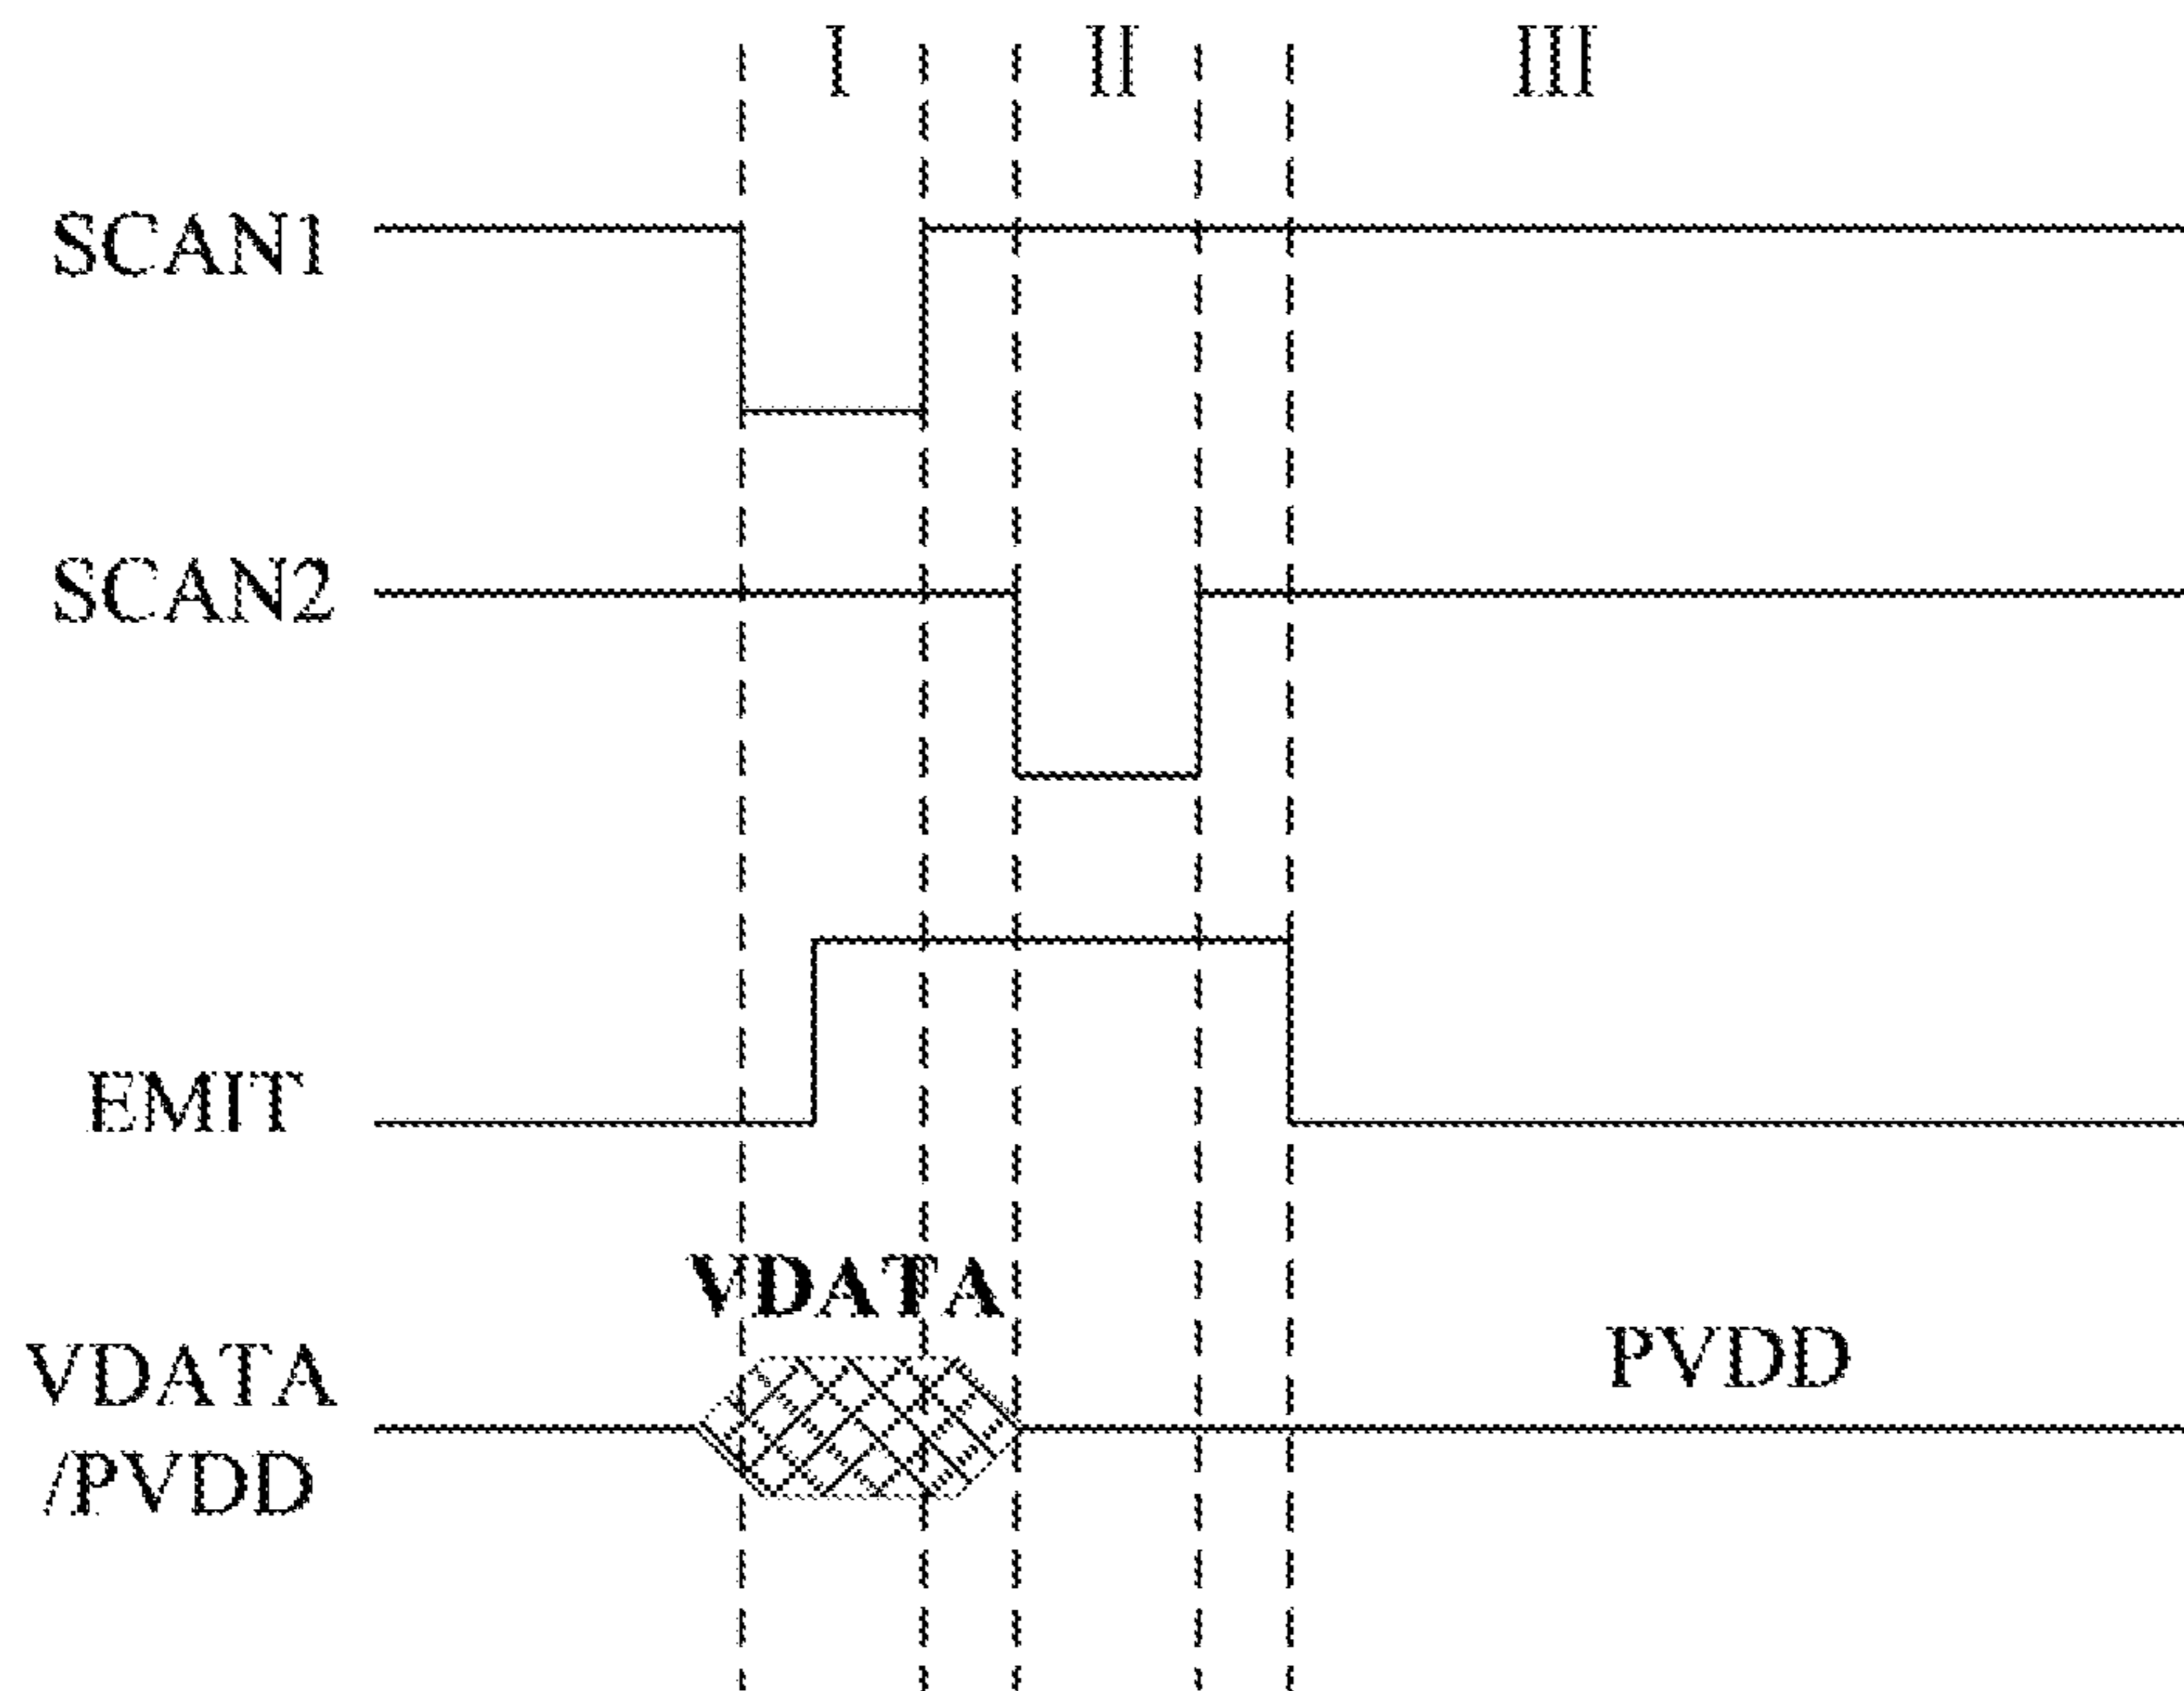 I II III
SCAN1
SCAN2
EMIT
VDATA
VDATA
/PVDD
PVDD